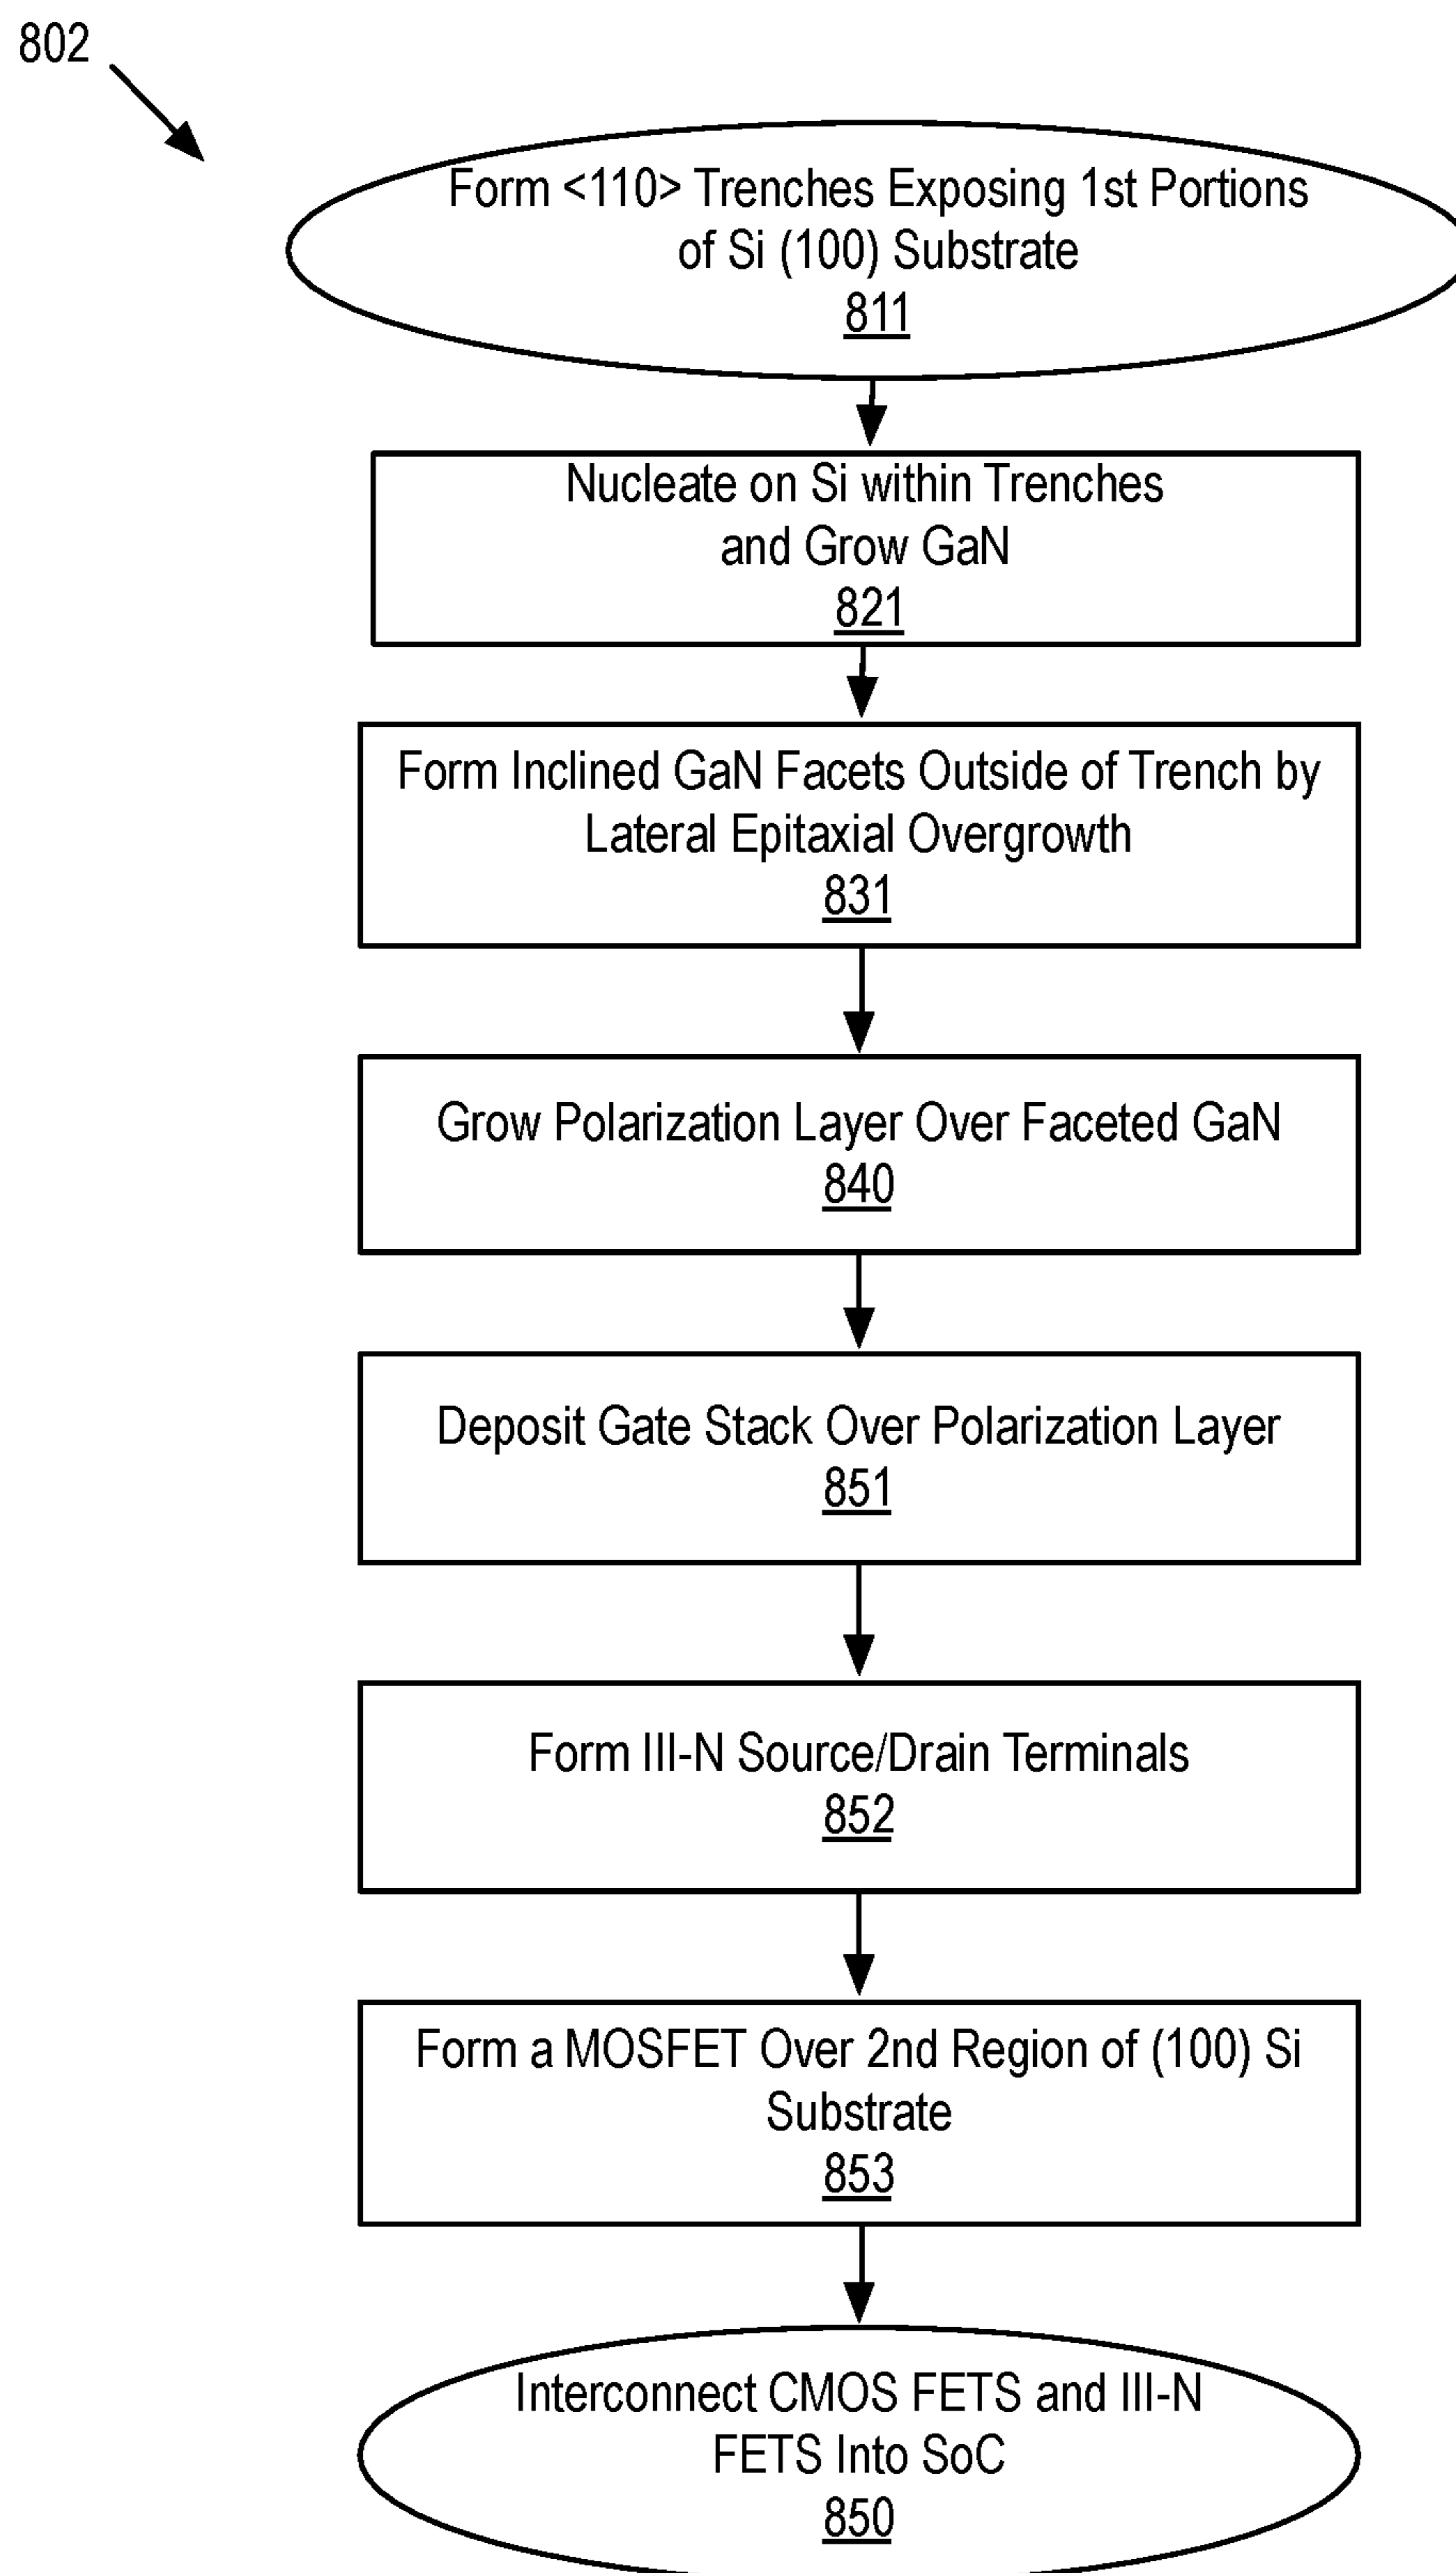 802
Form <110> Trenches Exposing 1st Portions
of Si (100) Substrate
811
Nucleate on Si within Trenches
and Grow GaN
821
Form Inclined GaN Facets Outside of Trench by
Lateral Epitaxial Overgrowth
831
Grow Polarization Layer Over Faceted GaN
840
Deposit Gate Stack Over Polarization Layer
851
Form III-N Source/Drain Terminals
852
Form a MOSFET Over 2nd Region of (100) Si
Substrate
853
Interconnect CMOS FETS and III-N
FETS Into SoC
850